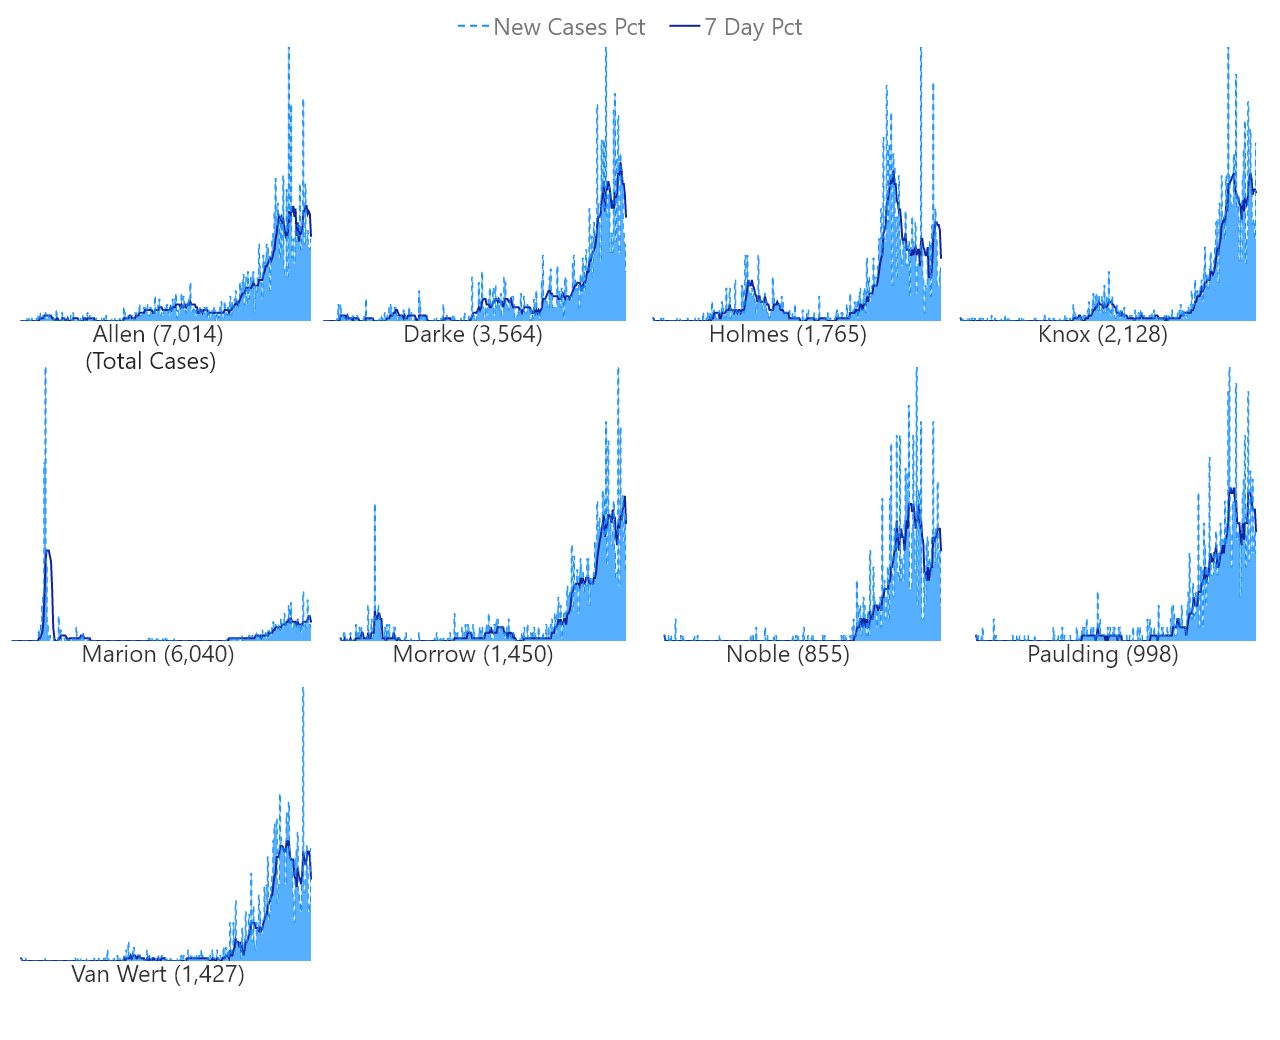 New Cases Pct 7 Day Pct
Allen (7,014)
(Total Cases)
Darke (3,564)
Holmes (1,765)
Knox (2,128)
Marion (6,040)
Morrow (1,450)
Noble (855)
Paulding (998)
Van Wert (1,427)